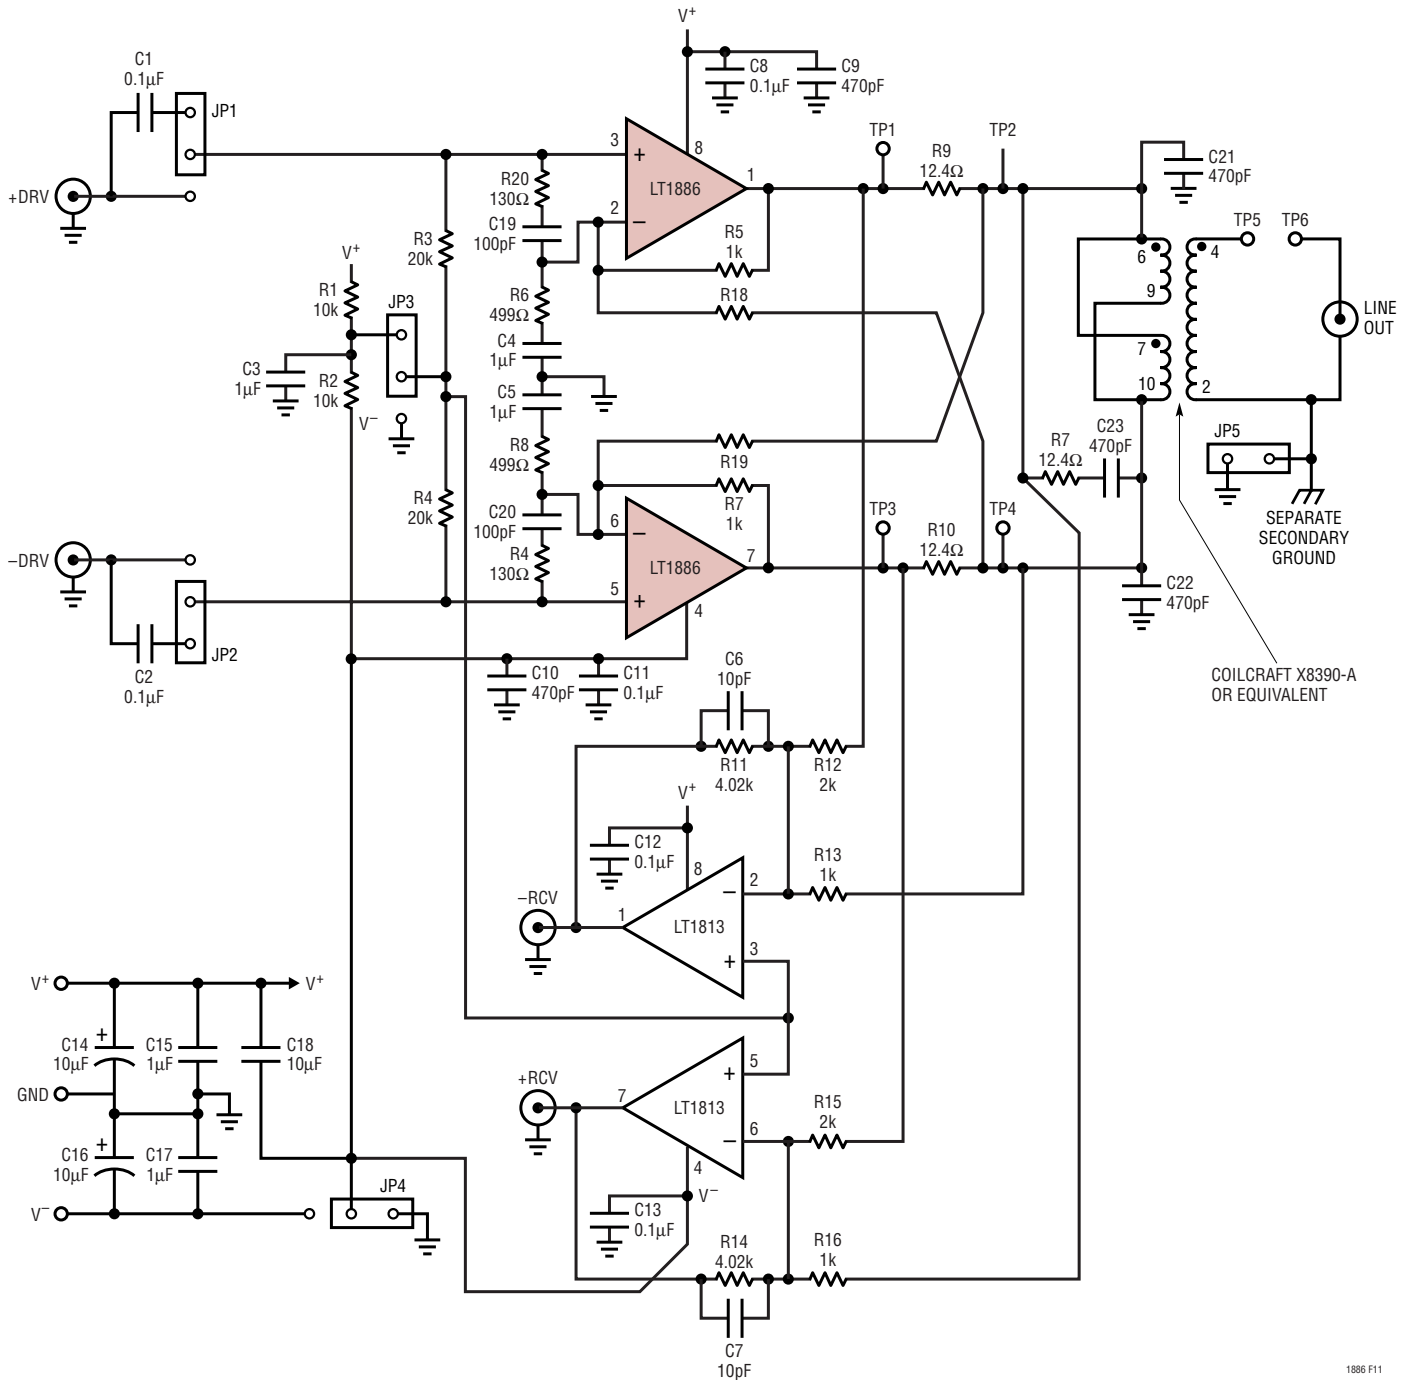 V+
C1
0.1µF
JP1
C8
0.1µF
C9
470pF
+DRV
3
+
8
LT1886
1
2
–
R20
130Ω
C19
100pF
TP1
R9
12.4Ω
TP2
C21
470pF
R5
1k
R18
R3
20k
V+
R1
10k
JP3
R6
499Ω
C4
1µF
C3
1µF
R2
10k
V–
C5
1µF
R8
499Ω
TP5
TP6
6
4
9
7
10
2
LINE
OUT
R19
R7
1k
R7
12.4Ω
C23
470pF
JP5
SEPARATE
SECONDARY
GROUND
R4
20k
C20
100pF
R4
130Ω
6
–
LT1886
7
5
+
4
TP3
R10
12.4Ω
TP4
C22
470pF
–DRV
JP2
C2
0.1µF
C10
470pF
C11
0.1µF
COILCRAFT X8390-A
OR EQUIVALENT
C6
10pF
R11
4.02k
R12
2k
V+
C12
0.1µF
8
–
2
R13
1k
–RCV
1
LT1813
3
+
V+
V+
+
C14
10µF
C15
1µF
C18
10µF
GND
+
C16
10µF
C17
1µF
V–
JP4
+RCV
7
LT1813
5
+
6
–
4
R15
2k
V–
C13
0.1µF
R14
4.02k
R16
1k
C7
10pF
1886 F11